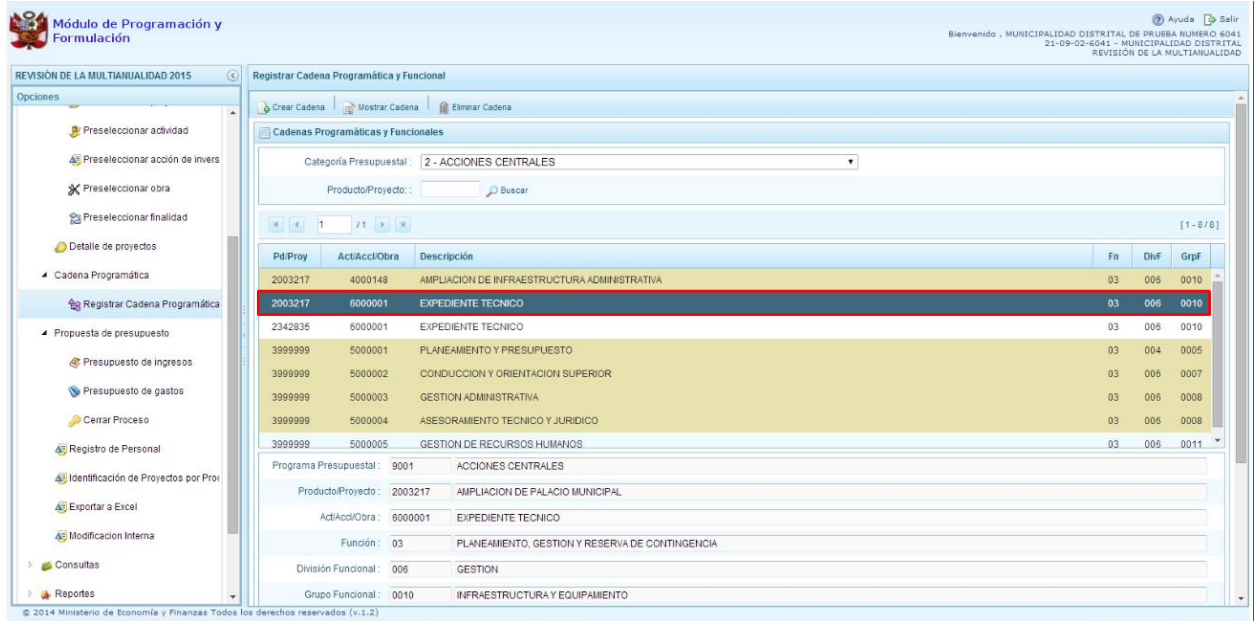 Módulo de Programación y
Formulación
Ayuda Salir
Bienvenido , MUNICIPALIDAD DISTRITAL DE PRUEBA NUMERO 6041
21-09-02-6041 - MUNICIPALIDAD DISTRITAL
REVISIÓN DE LA MULTIANUALIDAD
REVISIÓN DE LA MULTIANUALIDAD 2015
Opciones
Preseleccionar actividad
Preseleccionar acción de invers
Preseleccionar obra
Preseleccionar finalidad
Detalle de proyectos
Cadena Programática
Registrar Cadena Programática
Propuesta de presupuesto
Presupuesto de ingresos
Presupuesto de gastos
Cerrar Proceso
Registro de Personal
Identificación de Proyectos por Pro
Exportar a Excel
Modificacion Interna
Consultas
Reportes
Registrar Cadena Programática y Funcional
Crear Cadena Mostrar Cadena Eliminar Cadena
Cadenas Programáticas y Funcionales
Categoría Presupuestal : 2 - ACCIONES CENTRALES
Producto/Proyecto: : Buscar
1 / 1 [ 1 - 8 / 8 ]
Pd/Proy Act/AccI/Obra Descripción Fn DivF GrpF
2003217 4000148 AMPLIACION DE INFRAESTRUCTURA ADMINISTRATIVA 03 006 0010
2003217 6000001 EXPEDIENTE TECNICO 03 006 0010
2342835 6000001 EXPEDIENTE TECNICO 03 006 0010
3999999 5000001 PLANEAMIENTO Y PRESUPUESTO 03 004 0005
3999999 5000002 CONDUCCION Y ORIENTACION SUPERIOR 03 006 0007
3999999 5000003 GESTION ADMINISTRATIVA 03 006 0008
3999999 5000004 ASESORAMIENTO TECNICO Y JURIDICO 03 006 0008
3999999 5000005 GESTION DE RECURSOS HUMANOS 03 006 0011
Programa Presupuestal : 9001 ACCIONES CENTRALES
Producto/Proyecto : 2003217 AMPLIACION DE PALACIO MUNICIPAL
Act/AccI/Obra : 6000001 EXPEDIENTE TECNICO
Función : 03 PLANEAMIENTO, GESTION Y RESERVA DE CONTINGENCIA
División Funcional : 006 GESTION
Grupo Funcional : 0010 INFRAESTRUCTURA Y EQUIPAMIENTO
© 2014 Ministerio de Economía y Finanzas Todos los derechos reservados (v.1.2)